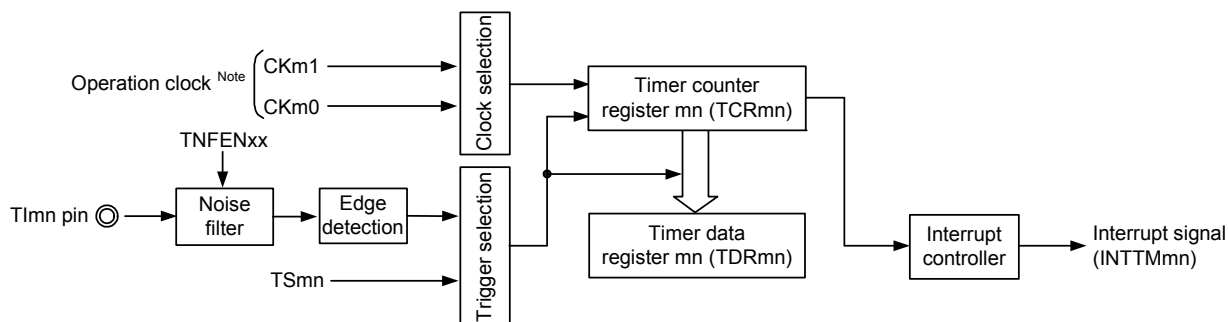 Operation clock Note
CKm1
CKm0
Clock selection
Timer counter
register mn (TCRmn)
TNFENxx
TImn pin
Noise
filter
Edge
detection
TSmn
Trigger selection
Timer data
register mn (TDRmn)
Interrupt
controller
Interrupt signal
(INTTMmn)